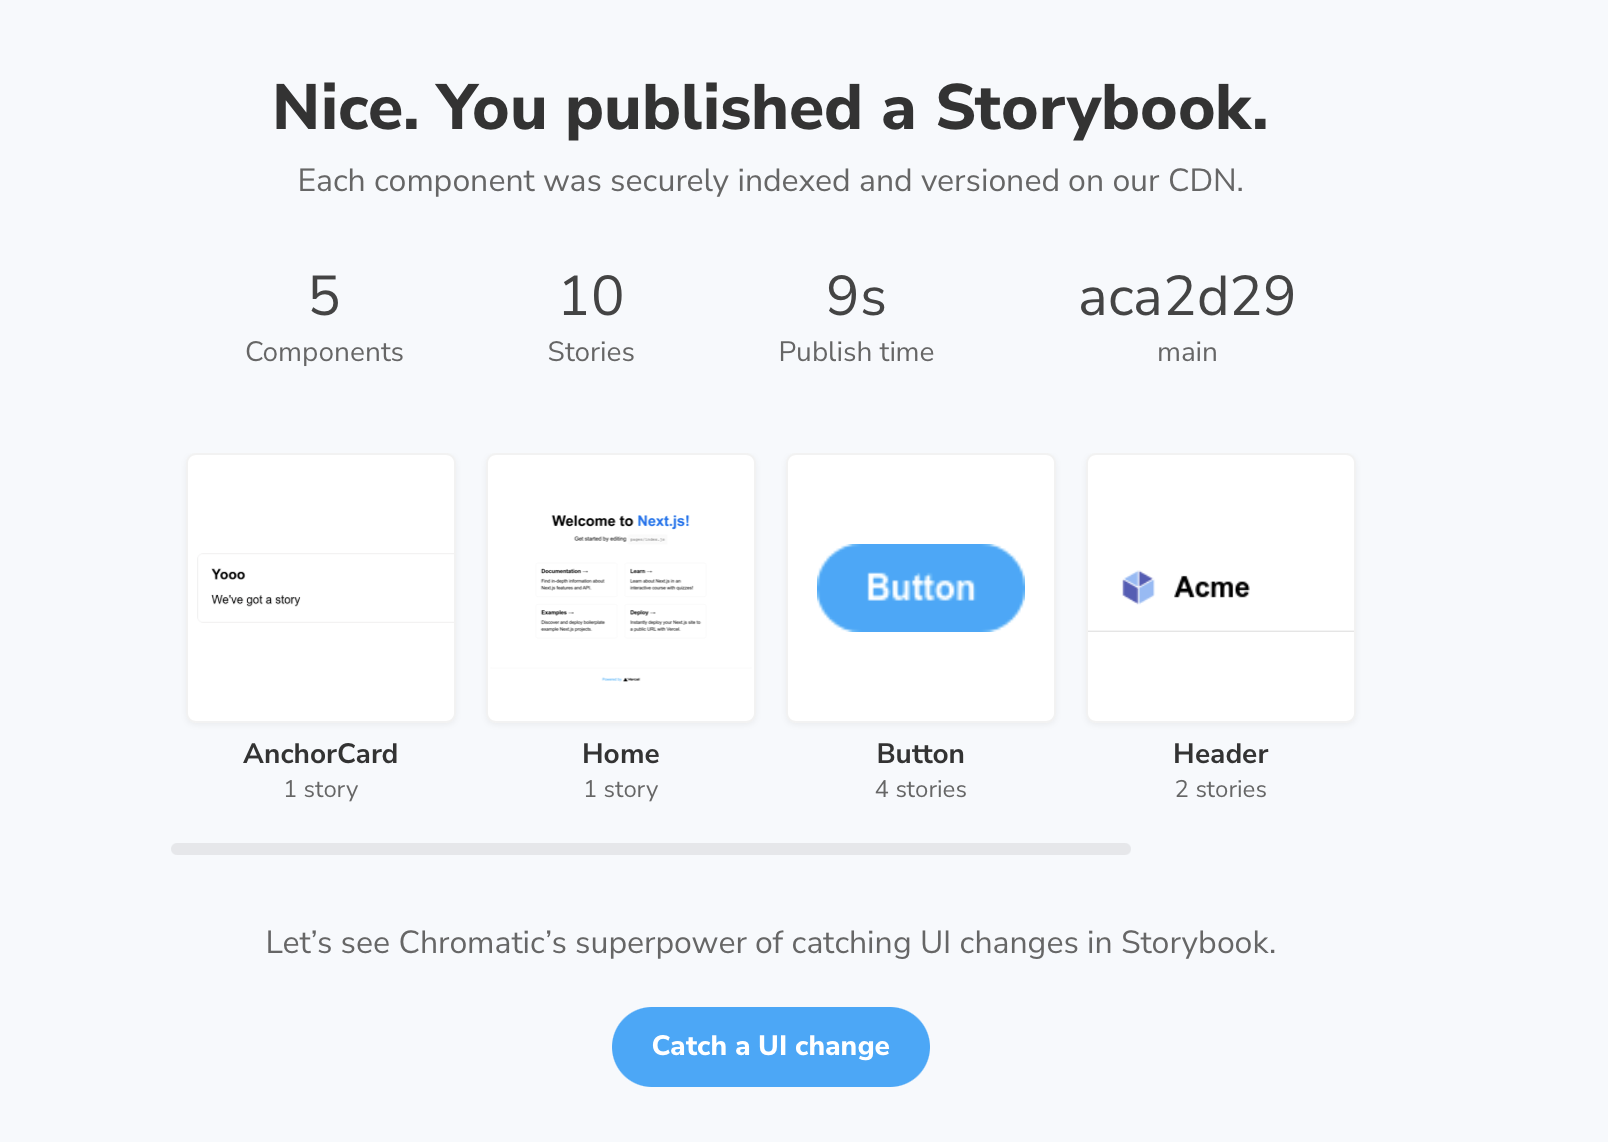 Nice. You published a Storybook.
Each component was securely indexed and versioned on our CDN.
5
Components
10
Stories
9s
Publish time
aca2d29
main
Yooo
We've got a story
AnchorCard
1 story
Welcome to Next.js!
Get started by editing
Documentation →
Find in-depth information about
Next.js features and API.
Learn →
Learn about Next.js in an
interactive course with quizzes!
Examples →
Discover and deploy boilerplate
example Next.js projects.
Deploy →
Instantly deploy your Next.js site to
a public URL with Vercel.
Powered by Vercel
Home
1 story
Button
Button
4 stories
Acme
Header
2 stories
Let’s see Chromatic’s superpower of catching UI changes in Storybook.
Catch a UI change